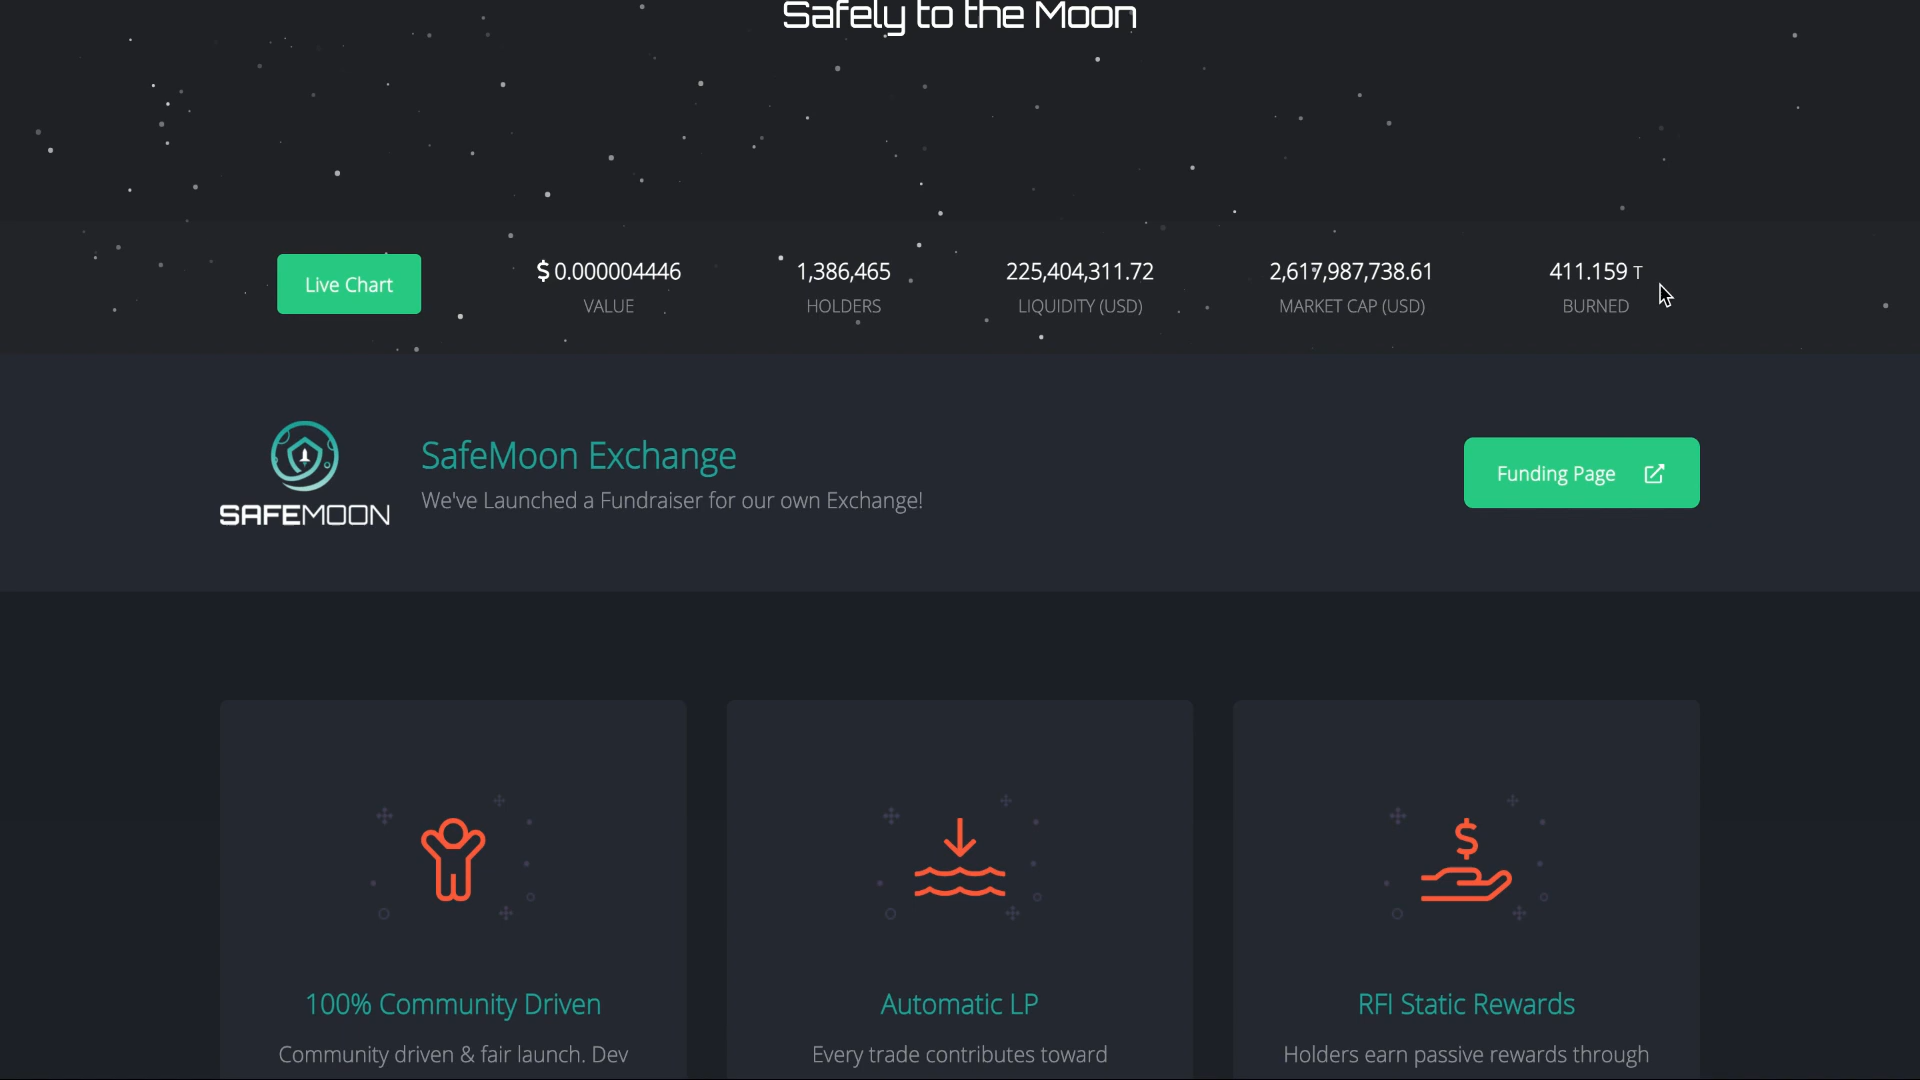 Safely to the Moon
Live Chart
$ 0.000004446
VALUE
1,386,465
HOLDERS
225,404,311.72
LIQUIDITY (USD)
2,617,987,738.61
MARKET CAP (USD)
411.159 T
BURNED
SAFEMOON
SafeMoon Exchange
We've Launched a Fundraiser for our own Exchange!
Funding Page
100% Community Driven
Community driven & fair launch. Dev
Automatic LP
Every trade contributes toward
RFI Static Rewards
Holders earn passive rewards through